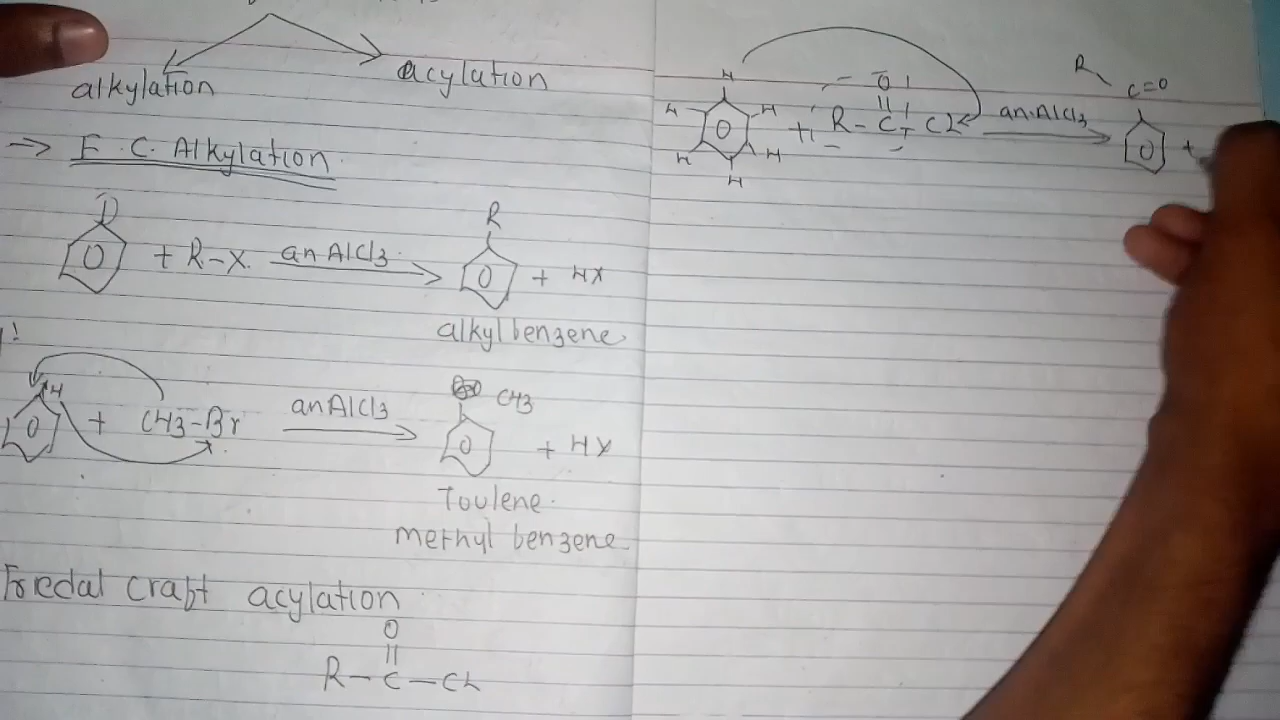 alkylation
acylation
→ F.C. Alkylation
D
+ R-X an AlCl3 → R + HX
alkylbenzene
!
H + CH3-Br an AlCl3 → CH3 + HX
Toulene
methyl benzene
Friedal craft acylation
O
||
R-C-Cl
H H H H H H + R-C-Cl an.AlCl3 → R C=O +
O
||